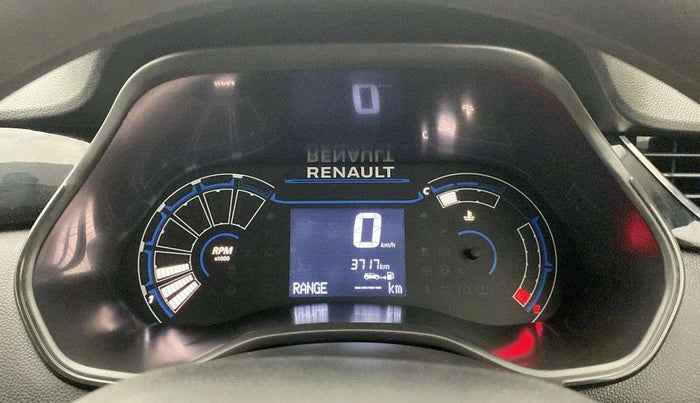 RENAULT
C
RPM
x1000
0 km/h
3717km
RANGE ---- km